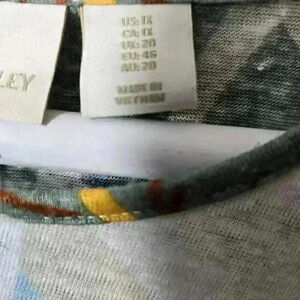 LEY
US: 1X
CA: 1X
UK: 20
EU: 46
AU: 20
MADE IN
VIETNAM